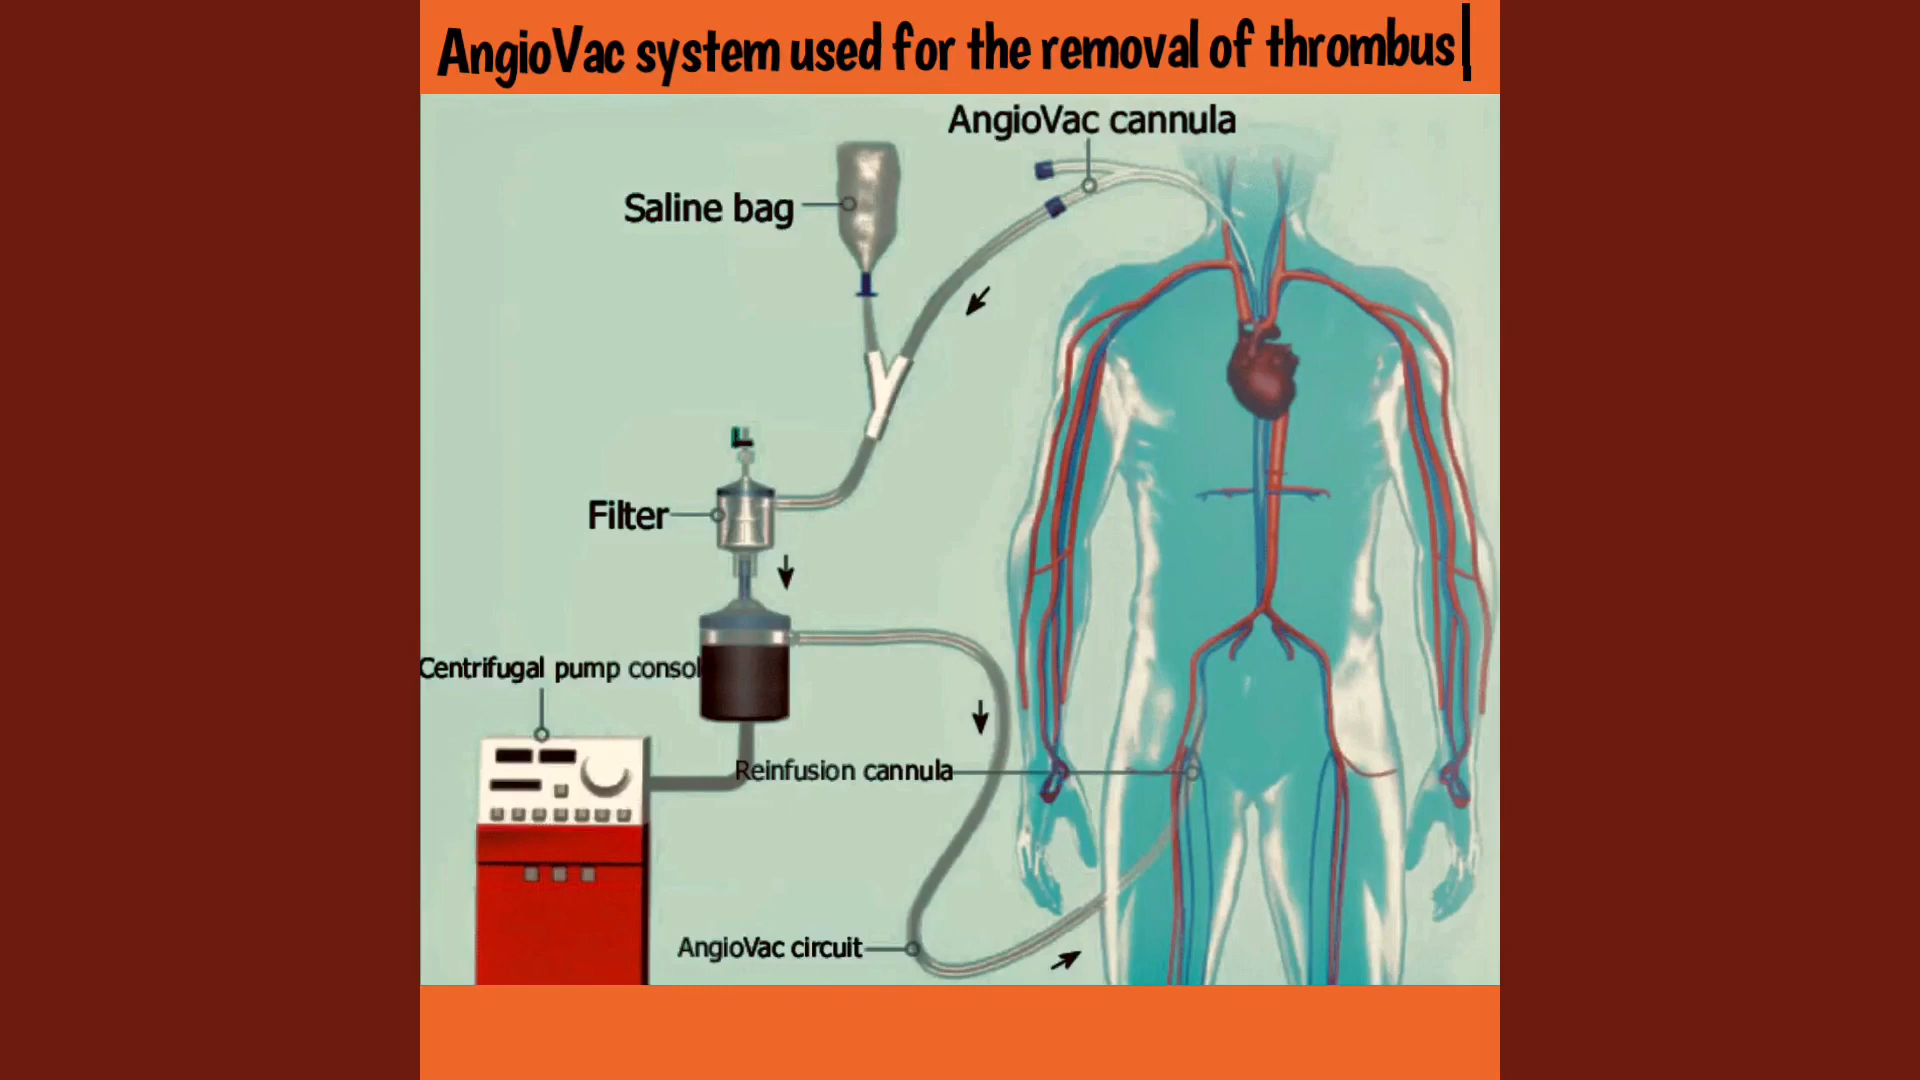 AngioVac system used for the removal of thrombus
AngioVac cannula
Saline bag
Filter
Centrifugal pump consol
Reinfusion cannula
AngioVac circuit